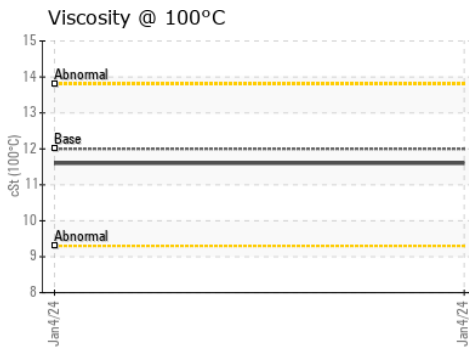 Viscosity @ 100°C
cSt (100°C)
15
14
13
12
11
10
9
8
Abnormal
Base
Abnormal
Jan4/24
Jan4/24